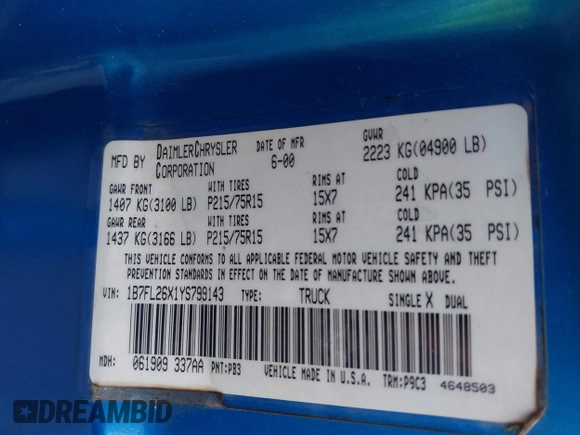 MFD BY DAIMLERCHRYSLER CORPORATION DATE OF MFR 6-00 GVWR 2223 KG(04900 LB)
GAWR FRONT WITH TIRES RIMS AT COLD
1407 KG(3100 LB) P215/75R15 15X7 241 KPA(35 PSI)
GAWR REAR WITH TIRES RIMS AT COLD
1437 KG(3166 LB) P215/75R15 15X7 241 KPA(35 PSI)
THIS VEHICLE CONFORMS TO ALL APPLICABLE FEDERAL MOTOR VEHICLE SAFETY AND THEFT
PREVENTION STANDARDS IN EFFECT ON THE DATE OF MANUFACTURE SHOWN ABOVE.
VIN: 1B7FL26X1YS799143 TYPE: TRUCK SINGLE X DUAL
MDH: 061909 337AA PNT:PB3 VEHICLE MADE IN U.S.A. TRM:P9C3 4648503
DREAMBID